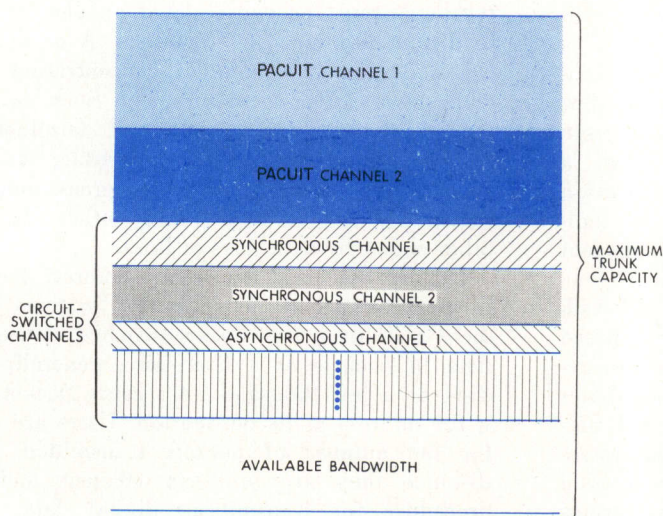 PACUIT CHANNEL 1
PACUIT CHANNEL 2
SYNCHRONOUS CHANNEL 1
SYNCHRONOUS CHANNEL 2
ASYNCHRONOUS CHANNEL 1
AVAILABLE BANDWIDTH
CIRCUIT-
SWITCHED
CHANNELS
MAXIMUM
TRUNK
CAPACITY